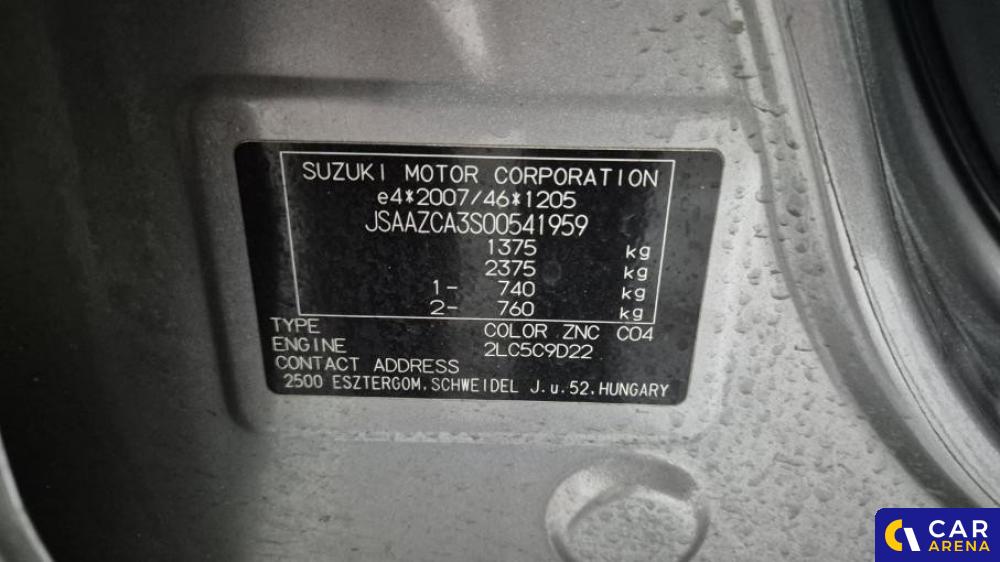 SUZUKI MOTOR CORPORATION
e4*2007/46*1205
JSAAZCA3S00541959
1375 kg
2375 kg
1- 740 kg
2- 760 kg
TYPE COLOR ZNC C04
ENGINE 2LC5C9D22
CONTACT ADDRESS
2500 ESZTERGOM.SCHWEIDEL J.u.52.HUNGARY
CAR
ARENA